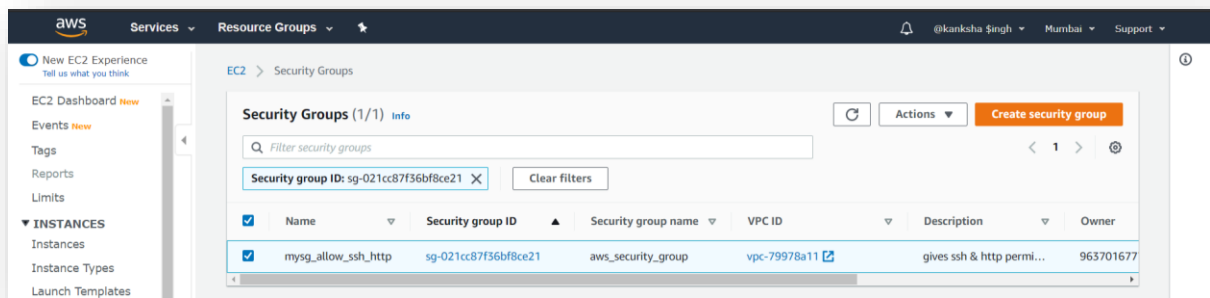 aws Services Resource Groups @kanksha $ingh Mumbai Support
New EC2 Experience
Tell us what you think
EC2 Dashboard New
Events New
Tags
Reports
Limits
INSTANCES
Instances
Instance Types
Launch Templates
EC2 > Security Groups
Security Groups (1/1) Info
Actions
Create security group
Filter security groups
< 1 >
Security group ID: sg-021cc87f36bf8ce21
Clear filters
Name Security group ID Security group name VPC ID Description Owner
mysg_allow_ssh_http sg-021cc87f36bf8ce21 aws_security_group vpc-79978a11 gives ssh & http permi... 963701677